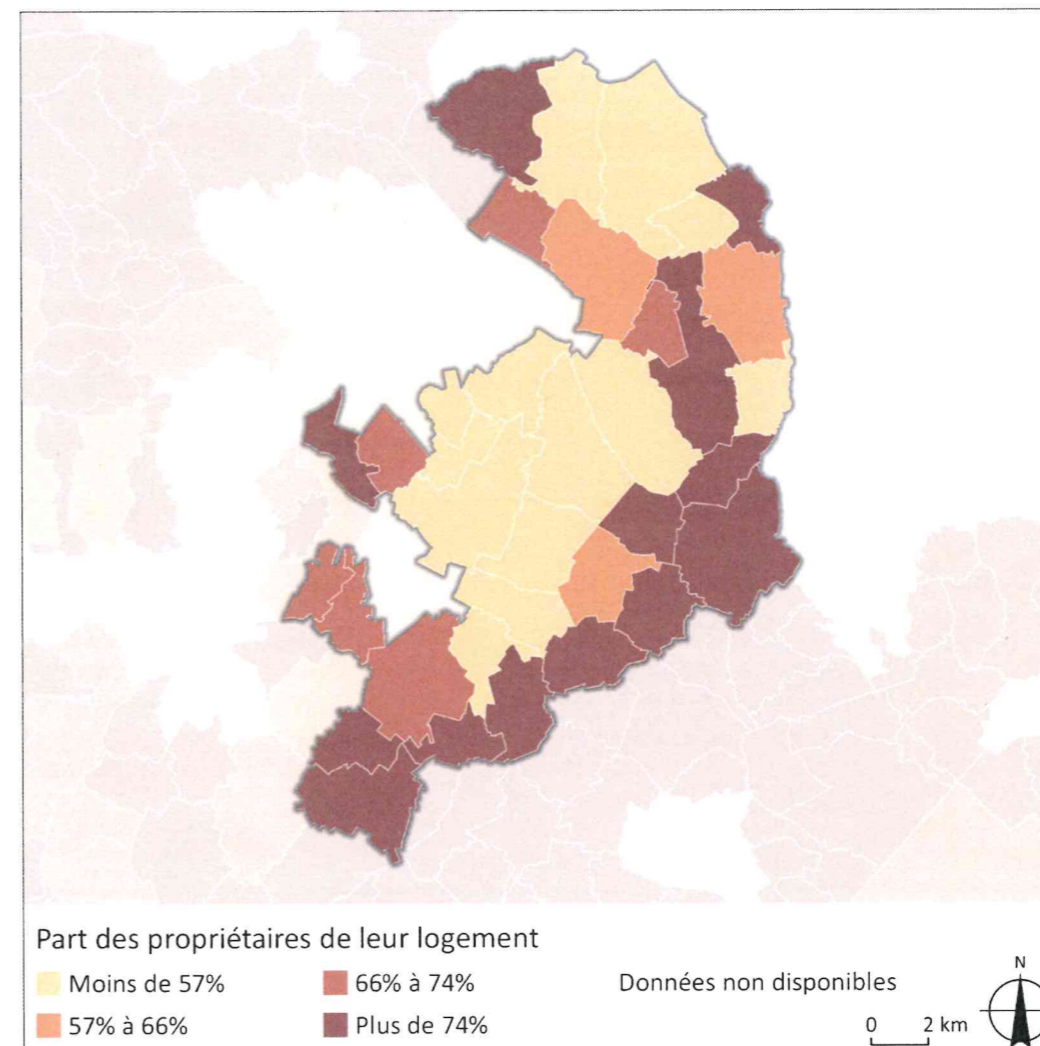 Part des propriétaires de leur logement
Moins de 57%
57% à 66%
66% à 74%
Plus de 74%
Données non disponibles
0 2 km
N